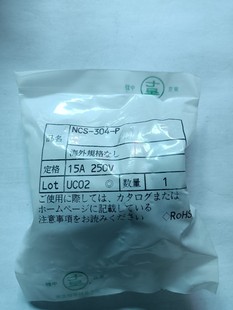 品名 NCS-304-P
海外規格なし
定格 15A 250V
Lot UC02 数量 1
ご使用に際しては、カタログまたは
ホームページに記載している
注意事項をお読みください
RoHS